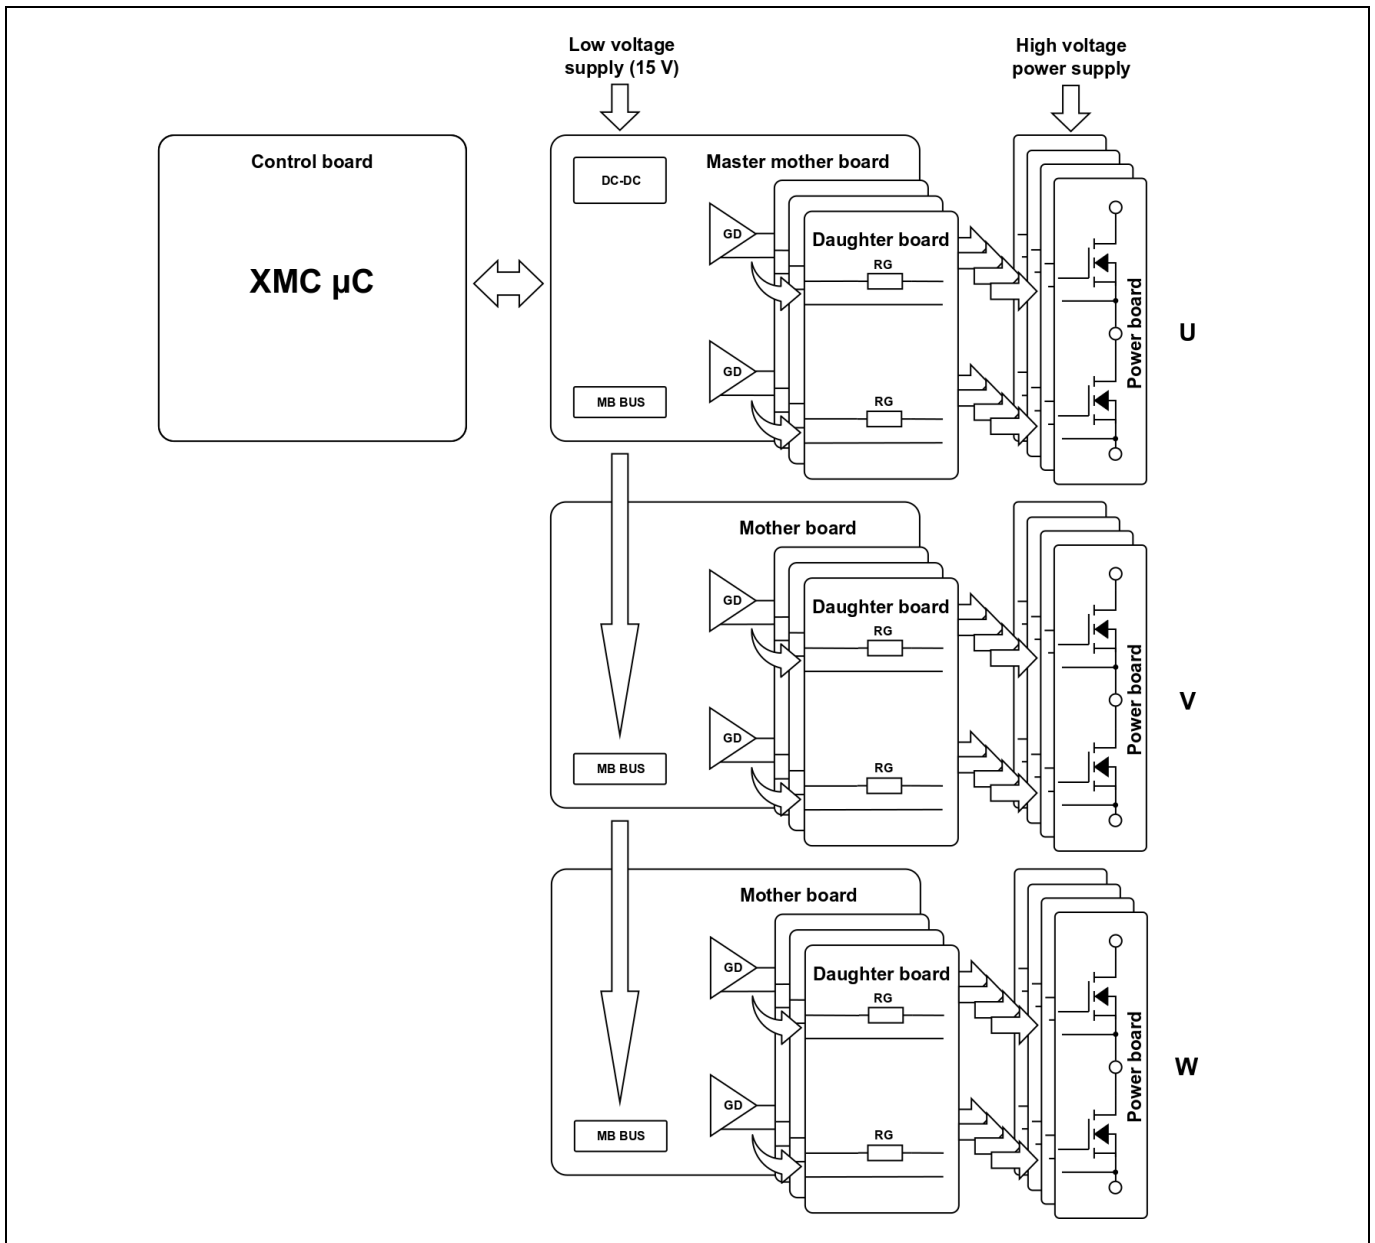 Low voltage
supply (15 V)
High voltage
power supply
Control board
XMC µC
Master mother board
DC-DC
GD
Daughter board
RG
GD
RG
MB BUS
Power board
U
Mother board
GD
Daughter board
RG
GD
RG
MB BUS
Power board
V
Mother board
GD
Daughter board
RG
GD
RG
MB BUS
Power board
W